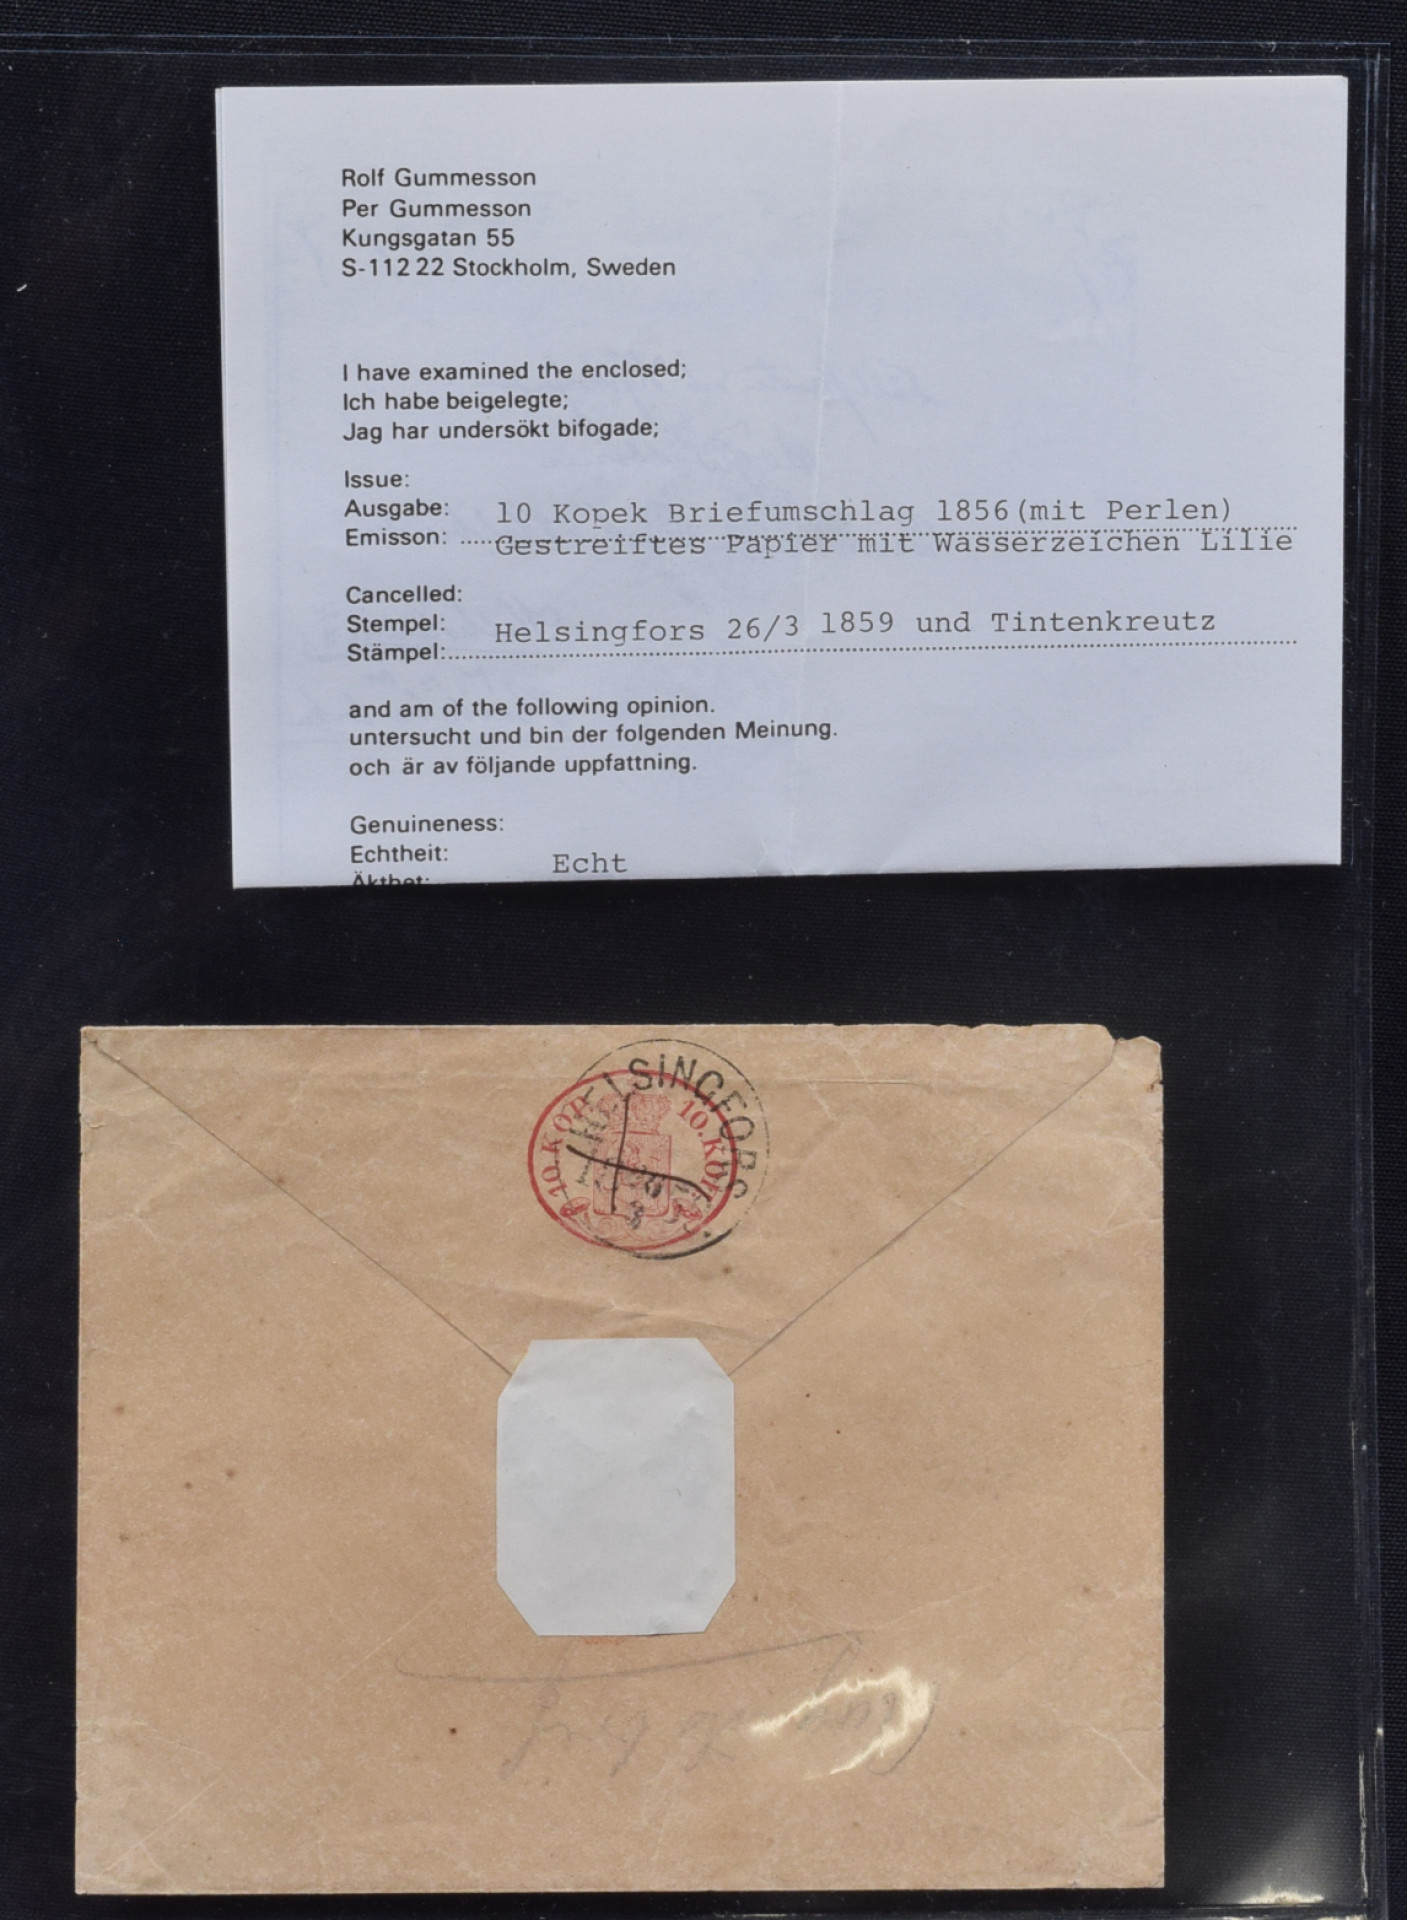 Rolf Gummesson
Per Gummesson
Kungsgatan 55
S-112 22 Stockholm, Sweden
I have examined the enclosed;
Ich habe beigelegte;
Jag har undersökt bifogade;
Issue:
Ausgabe: 10 Kopek Briefumschlag 1856(mit Perlen)
Emisson: Gestreiftes Papier mit Wasserzeichen Lilie
Cancelled:
Stempel: Helsingfors 26/3 1859 und Tintenkreutz
Stämpel:
and am of the following opinion.
untersucht und bin der folgenden Meinung.
och är av följande uppfattning.
Genuineness:
Echtheit: Echt
Äkthet:
HELSINGFORS
10.KOP. 10.KOP.
26
3